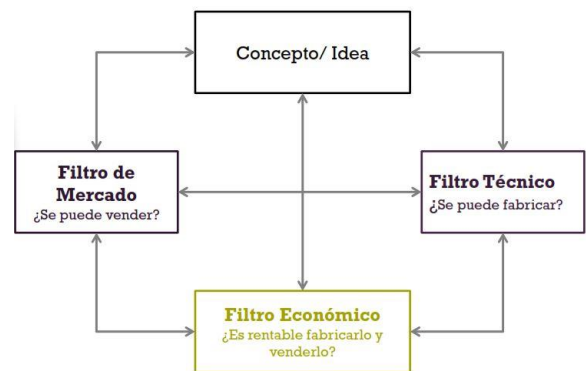 Concepto/ Idea
Filtro de
Mercado
¿Se puede vender?
Filtro Técnico
¿Se puede fabricar?
Filtro Económico
¿Es rentable fabricarlo y
venderlo?